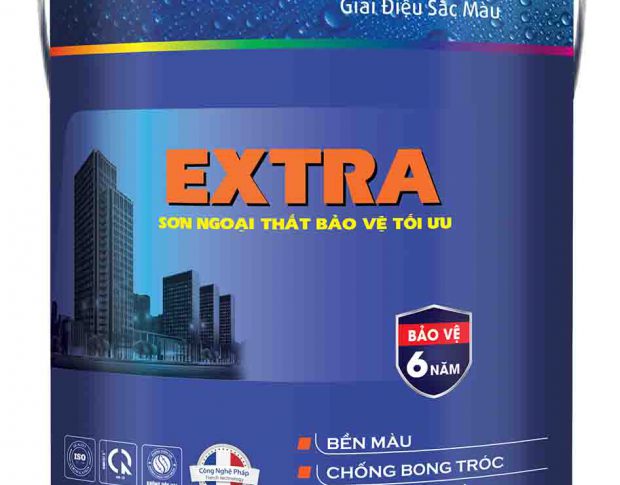 Giai Điệu Sắc Màu
EXTRA
SƠN NGOẠI THẤT BẢO VỆ TỐI ƯU
BẢO VỆ
6 NĂM
BỀN MÀU
CHỐNG BONG TRÓC
ISO
Công Nghệ Pháp
French technology